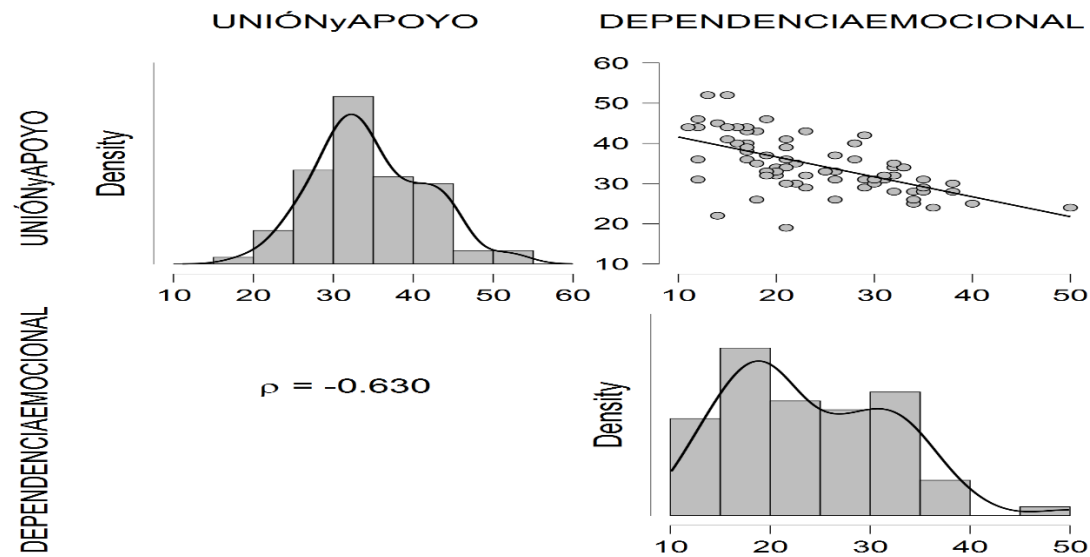 UNIÓNyAPOYO DEPENDENCIAEMOCIONAL
UNIÓNyAPOYO
Density
10 20 30 40 50 60
60
50
40
30
20
10
10 20 30 40 50
DEPENDENCIAEMOCIONAL
ρ = -0.630
Density
10 20 30 40 50